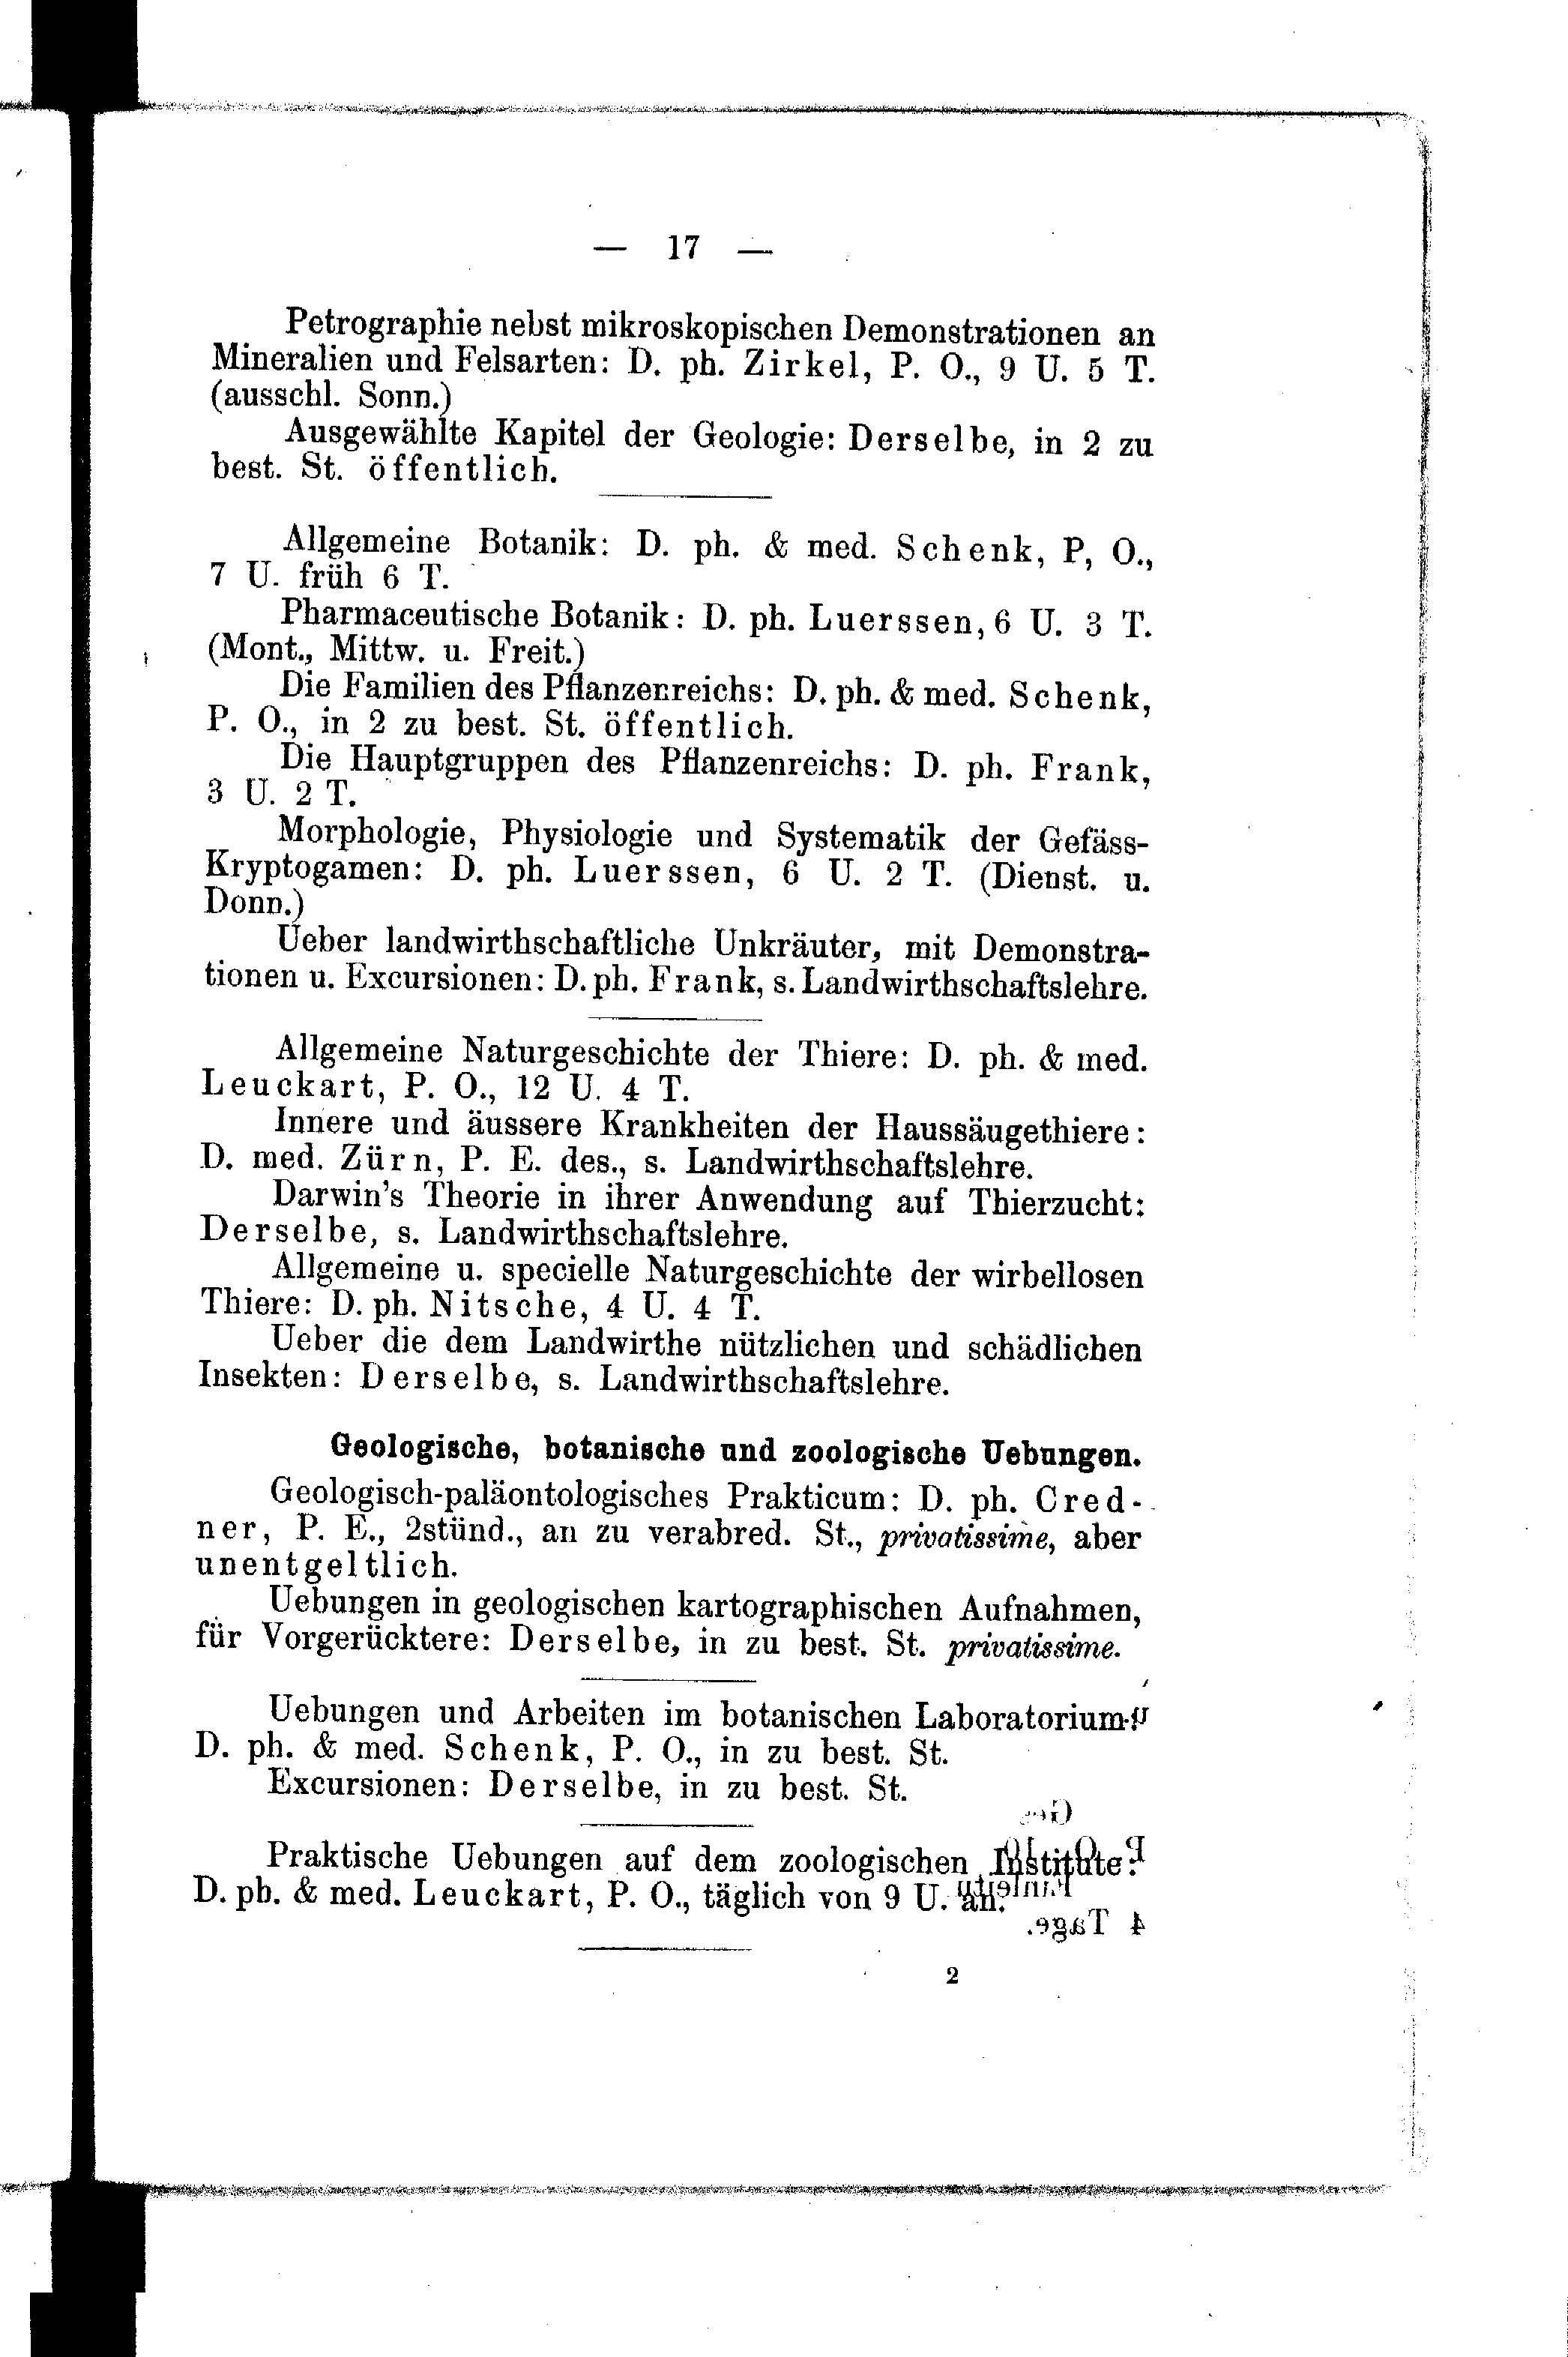 — 17 —
Petrographie nebst mikroskopischen Demonstrationen an
Mineralien und Felsarten: D. ph. Zirkel, P. O., 9 U. 5 T.
(ausschl. Sonn.)
Ausgewählte Kapitel der Geologie: Derselbe, in 2 zu
best. St. öffentlich.
Allgemeine Botanik: D. ph. & med. Schenk, P, O.,
7 U. früh 6 T.
Pharmaceutische Botanik: D. ph. Luerssen, 6 U. 3 T.
(Mont., Mittw. u. Freit.)
Die Familien des Pflanzenreichs: D. ph. & med. Schenk,
P. O., in 2 zu best. St. öffentlich.
Die Hauptgruppen des Pflanzenreichs: D. ph. Frank,
3 U. 2 T.
Morphologie, Physiologie und Systematik der Gefäss-
Kryptogamen: D. ph. Luerssen, 6 U. 2 T. (Dienst. u.
Donn.)
Ueber landwirthschaftliche Unkräuter, mit Demonstra-
tionen u. Excursionen: D. ph. Frank, s. Landwirthschaftslehre.
Allgemeine Naturgeschichte der Thiere: D. ph. & med.
Leuckart, P. O., 12 U. 4 T.
Innere und äussere Krankheiten der Haussäugethiere:
D. med. Zürn, P. E. des., s. Landwirthschaftslehre.
Darwin's Theorie in ihrer Anwendung auf Thierzucht:
Derselbe, s. Landwirthschaftslehre.
Allgemeine u. specielle Naturgeschichte der wirbellosen
Thiere: D. ph. Nitsche, 4 U. 4 T.
Ueber die dem Landwirthe nützlichen und schädlichen
Insekten: Derselbe, s. Landwirthschaftslehre.
Geologische, botanische und zoologische Uebungen.
Geologisch-paläontologisches Prakticum: D. ph. Cred-
ner, P. E., 2stünd., an zu verabred. St., privatissime, aber
unentgeltlich.
Uebungen in geologischen kartographischen Aufnahmen,
für Vorgerücktere: Derselbe, in zu best. St. privatissime.
Uebungen und Arbeiten im botanischen Laboratorium:
D. ph. & med. Schenk, P. O., in zu best. St.
Excursionen: Derselbe, in zu best. St.
Praktische Uebungen auf dem zoologischen Institute:
D. ph. & med. Leuckart, P. O., täglich von 9 U. an.
4 Tage.
2